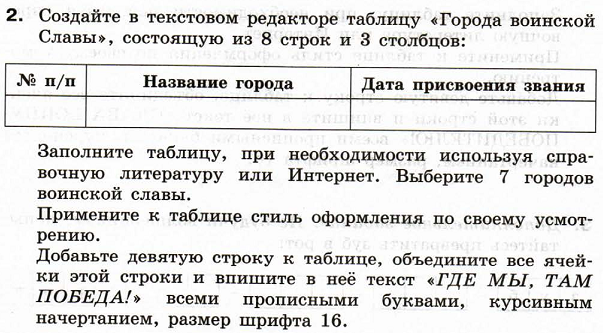 2. Создайте в текстовом редакторе таблицу «Города воинской
Славы», состоящую из 8 строк и 3 столбцов:
№ п/п Название города Дата присвоения звания
Заполните таблицу, при необходимости используя спра-
вочную литературу или Интернет. Выберите 7 городов
воинской славы.
Примените к таблице стиль оформления по своему усмот-
рению.
Добавьте девятую строку к таблице, объедините все ячей-
ки этой строки и впишите в неё текст «ГДЕ МЫ, ТАМ
ПОБЕДА!» всеми прописными буквами, курсивным
начертанием, размер шрифта 16.